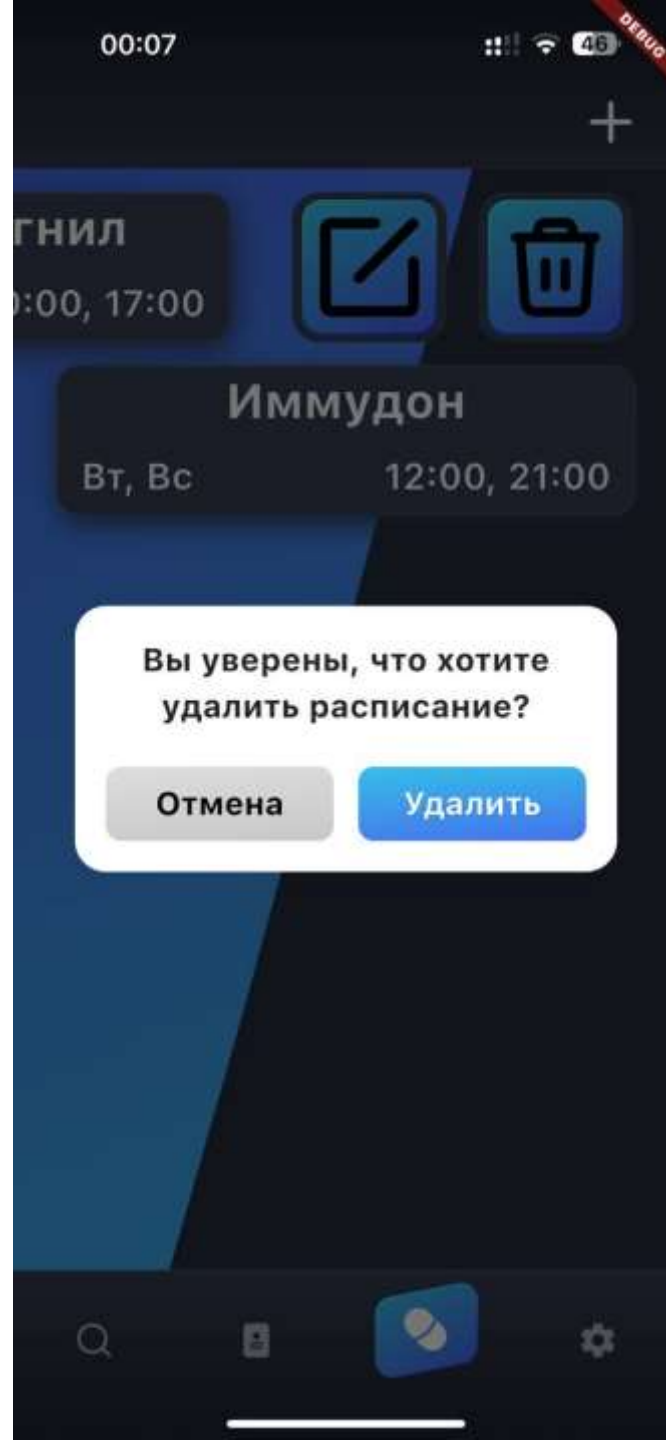 00:07
46
DEBUG
гнил
:00, 17:00
Иммудон
Вт, Вс
12:00, 21:00
Вы уверены, что хотите
удалить расписание?
Отмена
Удалить